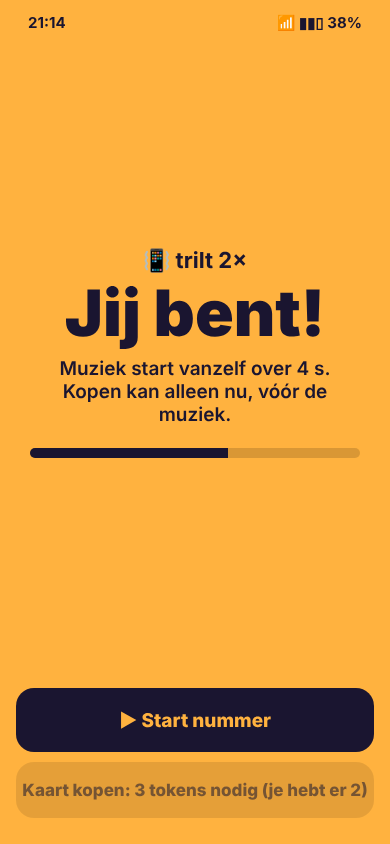 21:14 📶 ▮▮▯ 38%
📱 trilt 2×
Jij bent!
Muziek start vanzelf over 4 s.
Kopen kan alleen nu, vóór de
muziek.
▶ Start nummer
Kaart kopen: 3 tokens nodig (je hebt er 2)